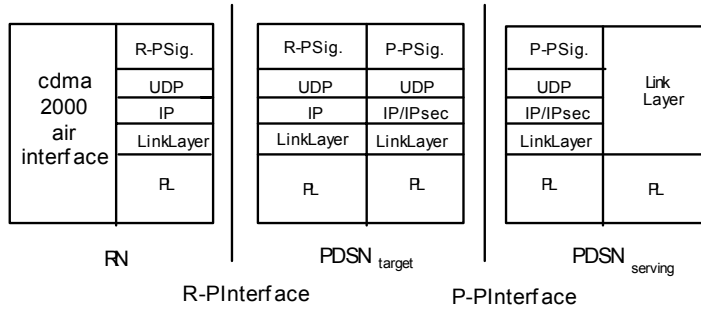 cdma
2000
air
interface
R-PSig.
UDP
IP
LinkLayer
PL
R-PSig.
UDP
IP
LinkLayer
PL
P-PSig.
UDP
IP/IPsec
LinkLayer
PL
P-PSig.
UDP
IP/IPsec
LinkLayer
PL
Link
Layer
PL
RN
PDSN target
PDSN serving
R-PInterface
P-PInterface